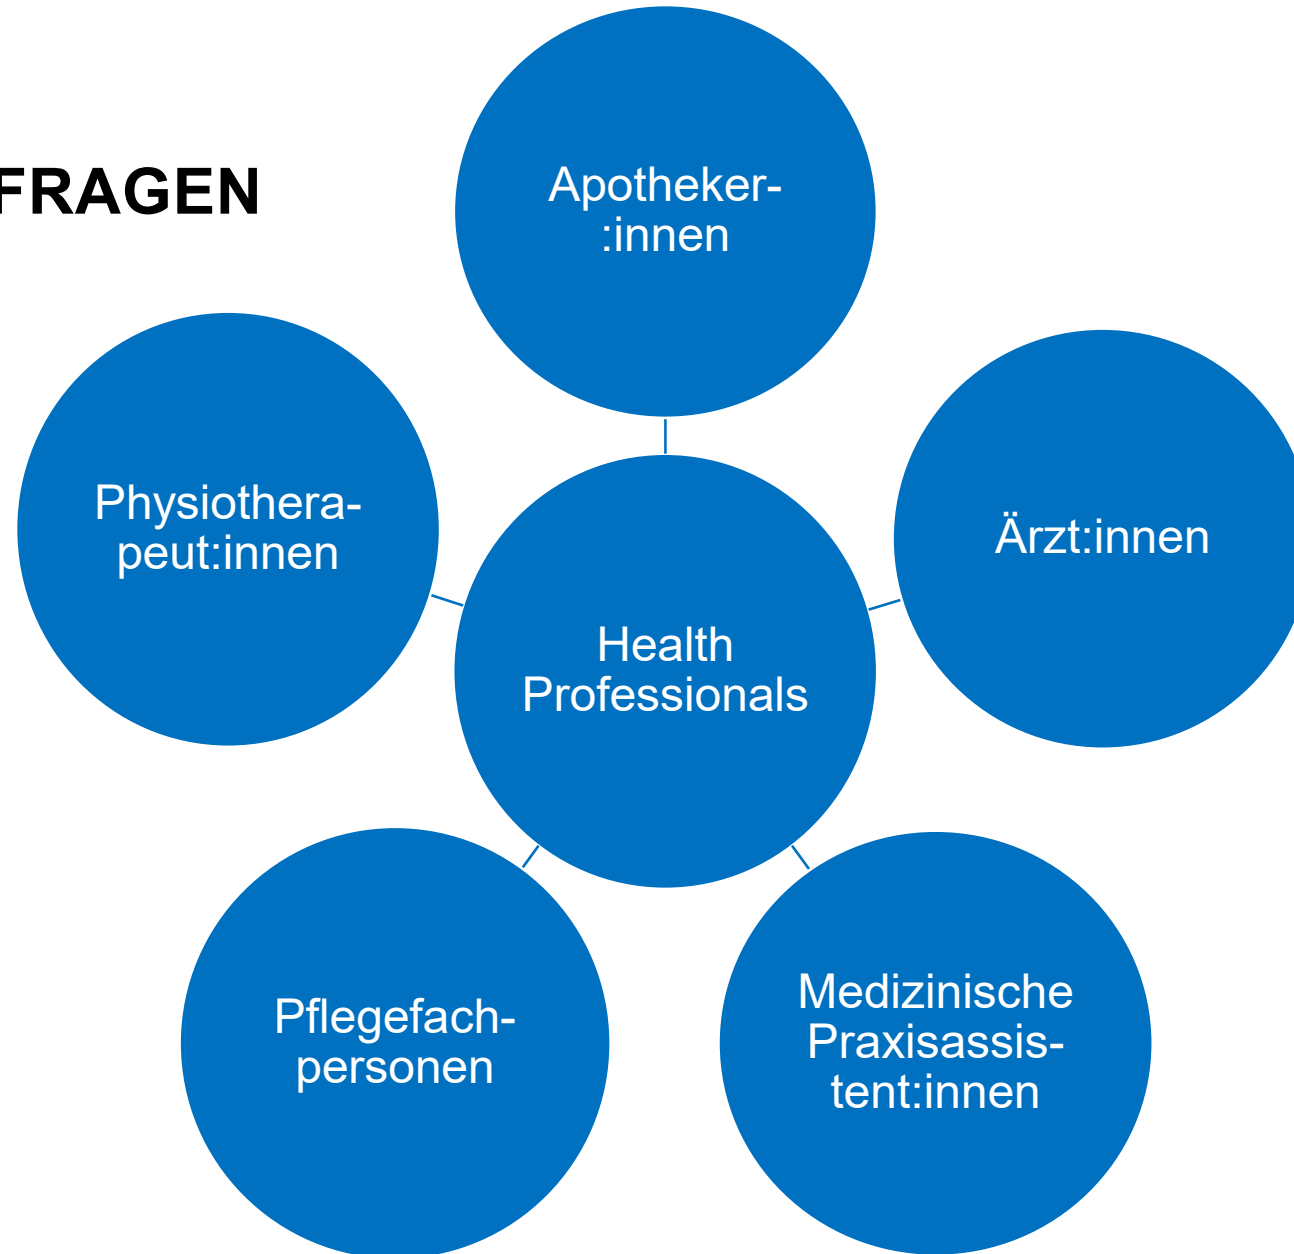 FRAGEN
Apotheker-
:innen
Physiothera-
peut:innen
Ärzt:innen
Health
Professionals
Pflegefach-
personen
Medizinische
Praxisassis-
tent:innen